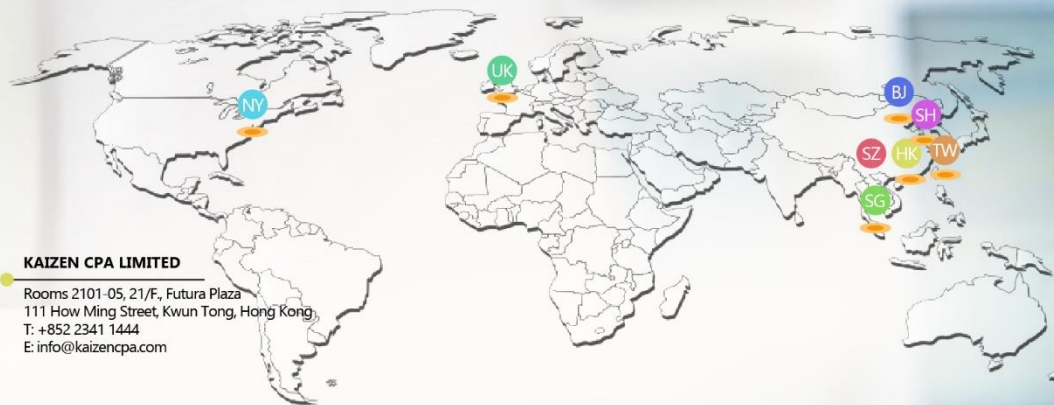 UK
NY
BJ
SH
SZ
HK
TW
SG
KAIZEN CPA LIMITED
Rooms 2101-05, 21/F., Futura Plaza
111 How Ming Street, Kwun Tong, Hong Kong
T: +852 2341 1444
E: info@kaizencpa.com